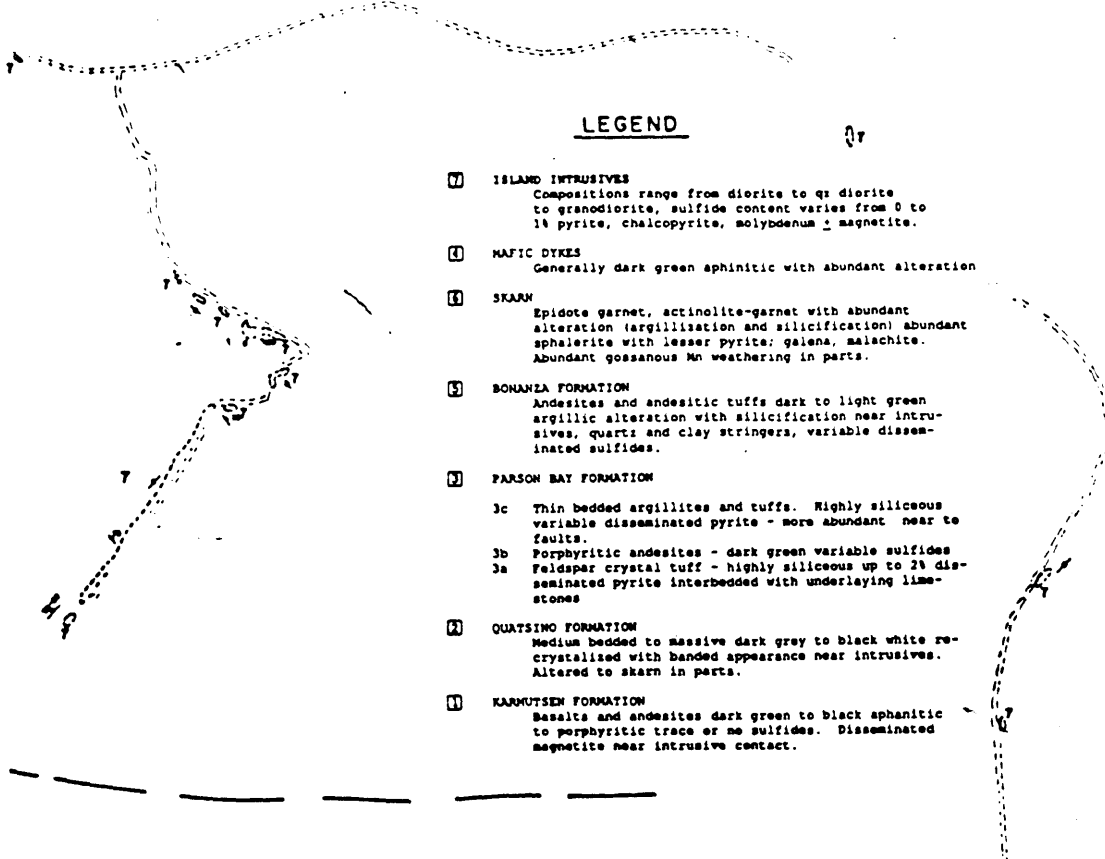 LEGEND
7 ISLAND INTRUSIVES
Compositions range from diorite to qz diorite
to granodiorite, sulfide content varies from 0 to
1% pyrite, chalcopyrite, molybdenum ± magnetite.
4 MAFIC DYKES
Generally dark green aphinitic with abundant alteration
6 SKARN
Epidote garnet, actinolite-garnet with abundant
alteration (argillization and silicification) abundant
sphalerite with lesser pyrite; galena, malachite.
Abundant gossanous Mn weathering in parts.
5 BONANZA FORMATION
Andesites and andesitic tuffs dark to light green
argillic alteration with silicification near intru-
sives, quartz and clay stringers, variable dissem-
inated sulfides.
3 PARSON BAY FORMATION
3c Thin bedded argillites and tuffs. Highly siliceous
variable disseminated pyrite - more abundant near to
faults.
3b Porphyritic andesites - dark green variable sulfides
3a Feldspar crystal tuff - highly siliceous up to 2% dis-
seminated pyrite interbedded with underlaying lime-
stones
2 QUATSINO FORMATION
Medium bedded to massive dark grey to black white re-
crystalized with banded appearance near intrusives.
Altered to skarn in parts.
1 KARMUTSEN FORMATION
Basalts and andesites dark green to black aphanitic
to porphyritic trace or no sulfides. Disseminated
magnetite near intrusive contact.
7
7
7
7
7
7
7
7